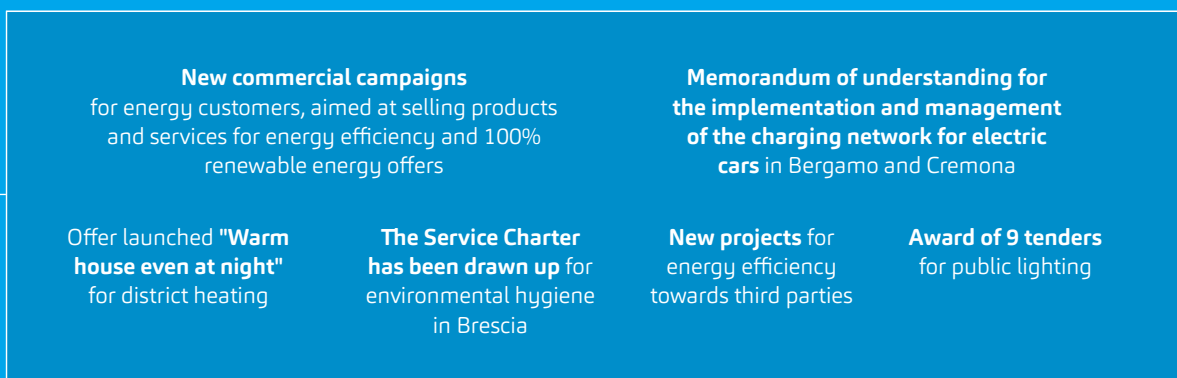 New commercial campaigns
for energy customers, aimed at selling products
and services for energy efficiency and 100%
renewable energy offers
Memorandum of understanding for
the implementation and management
of the charging network for electric
cars in Bergamo and Cremona
Offer launched "Warm
house even at night"
for district heating
The Service Charter
has been drawn up for
environmental hygiene
in Brescia
New projects for
energy efficiency
towards third parties
Award of 9 tenders
for public lighting